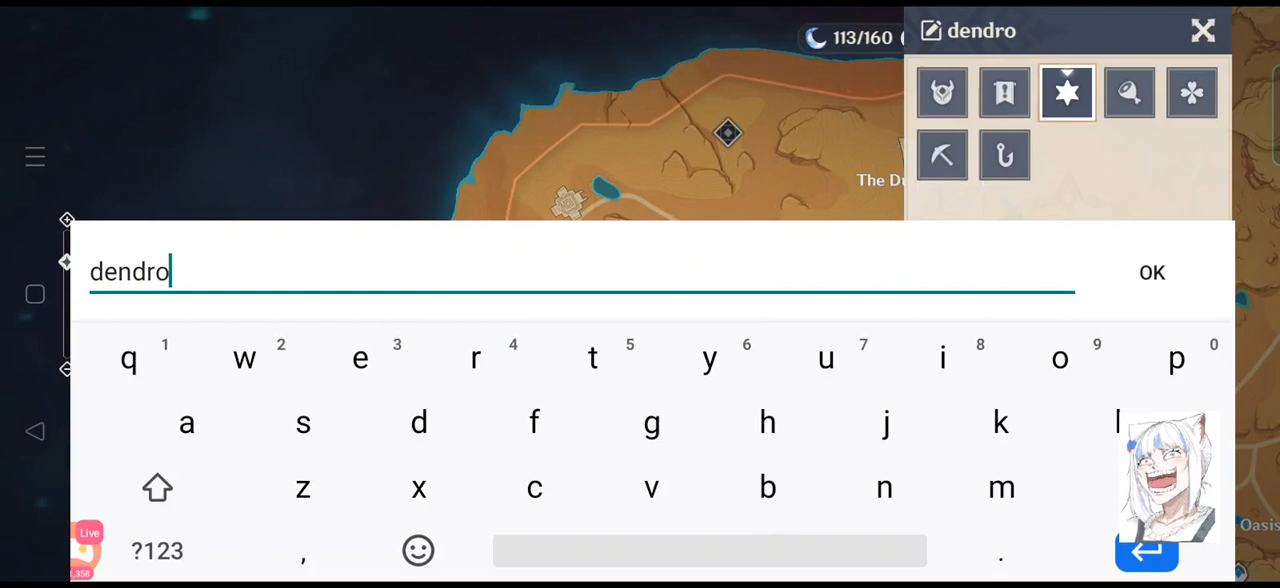 113/160 (
dendro
The D
dendro
OK
q 1 w 2 e 3 r 4 t 5 y 6 u 7 i 8 o 9 p 0
a s d f g h j k l
z x c v b n m
Live
,358
?123 , .
Oasis